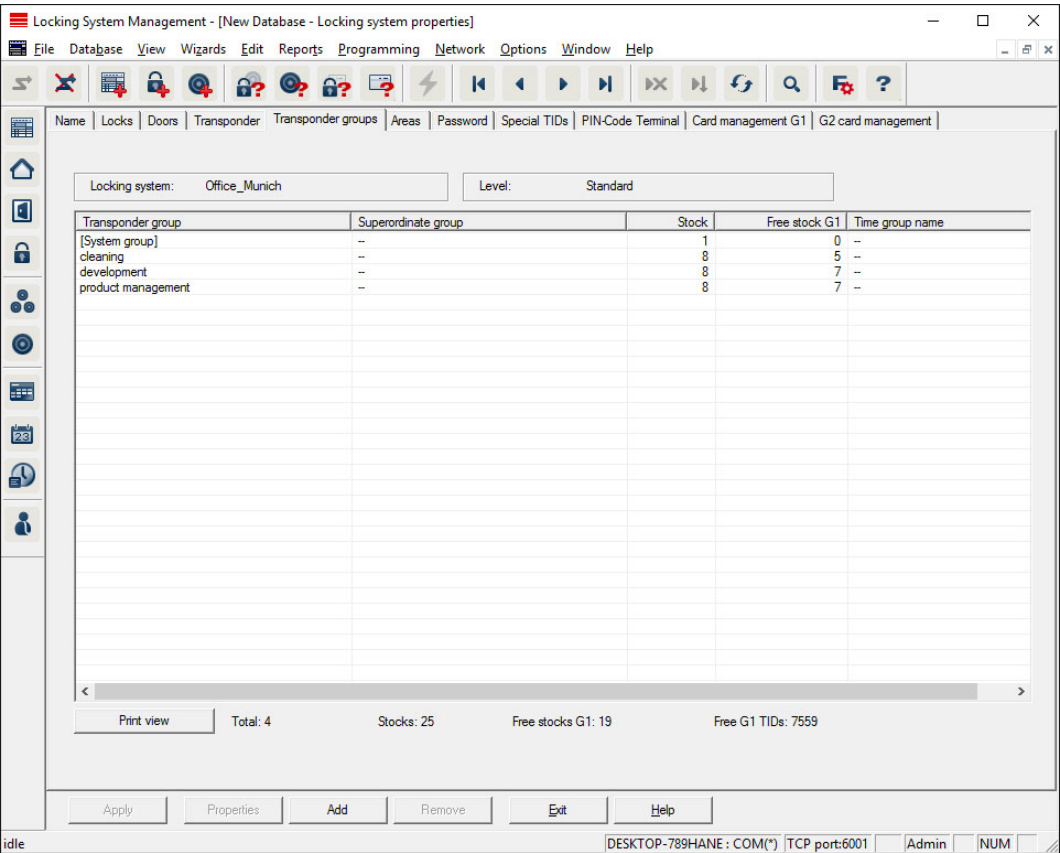 Locking System Management - [New Database - Locking system properties]
File Database View Wizards Edit Reports Programming Network Options Window Help
Name Locks Doors Transponder Transponder groups Areas Password Special TIDs PIN-Code Terminal Card management G1 G2 card management
Locking system: Office_Munich Level: Standard
Transponder group Superordinate group Stock Free stock G1 Time group name
[System group] -- 1 0 --
cleaning -- 8 5 --
development -- 8 7 --
product management -- 8 7 --
Print view Total: 4 Stocks: 25 Free stocks G1: 19 Free G1 TIDs: 7559
Apply Properties Add Remove Exit Help
idle DESKTOP-789HANE : COM(*) TCP port:6001 Admin NUM
23